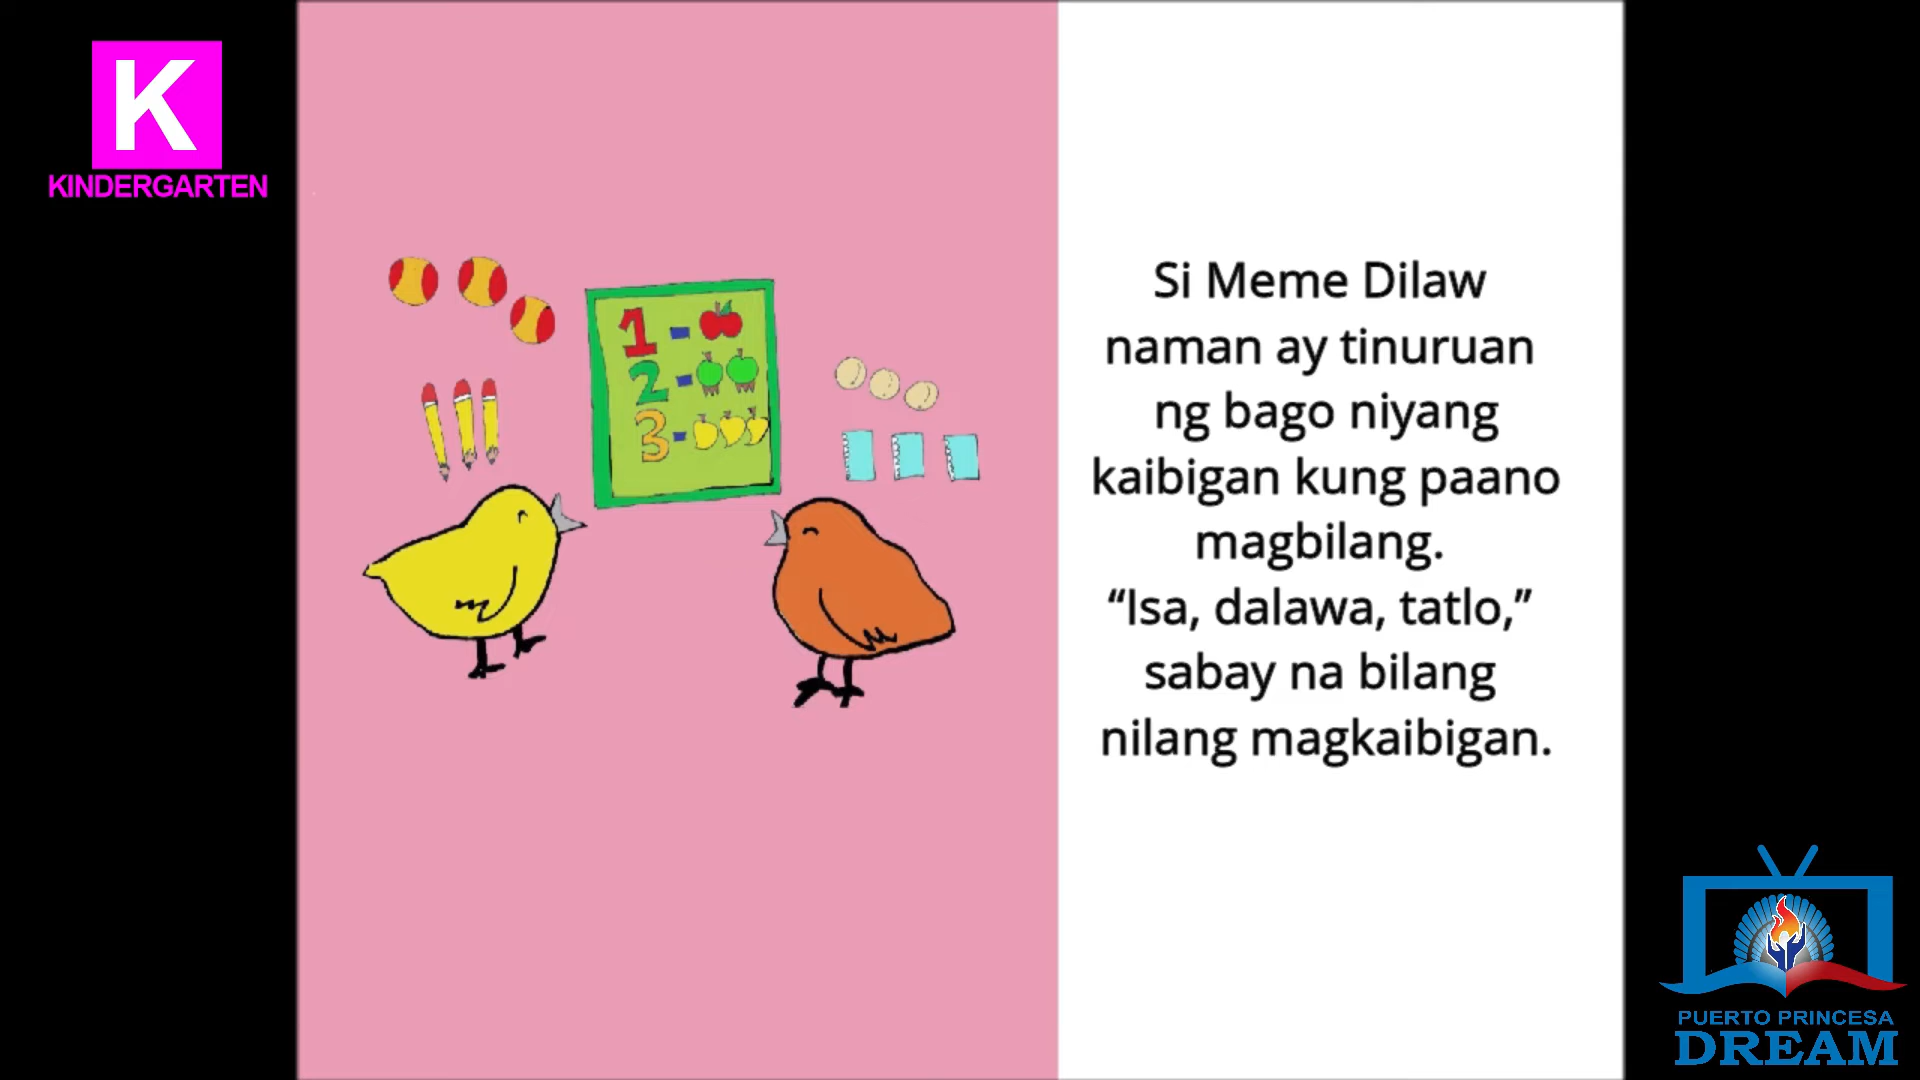 K
KINDERGARTEN
1 -
2 -
3 -
Si Meme Dilaw
naman ay tinuruan
ng bago niyang
kaibigan kung paano
magbilang.
“Isa, dalawa, tatlo,”
sabay na bilang
nilang magkaibigan.
PUERTO PRINCESA
DREAM